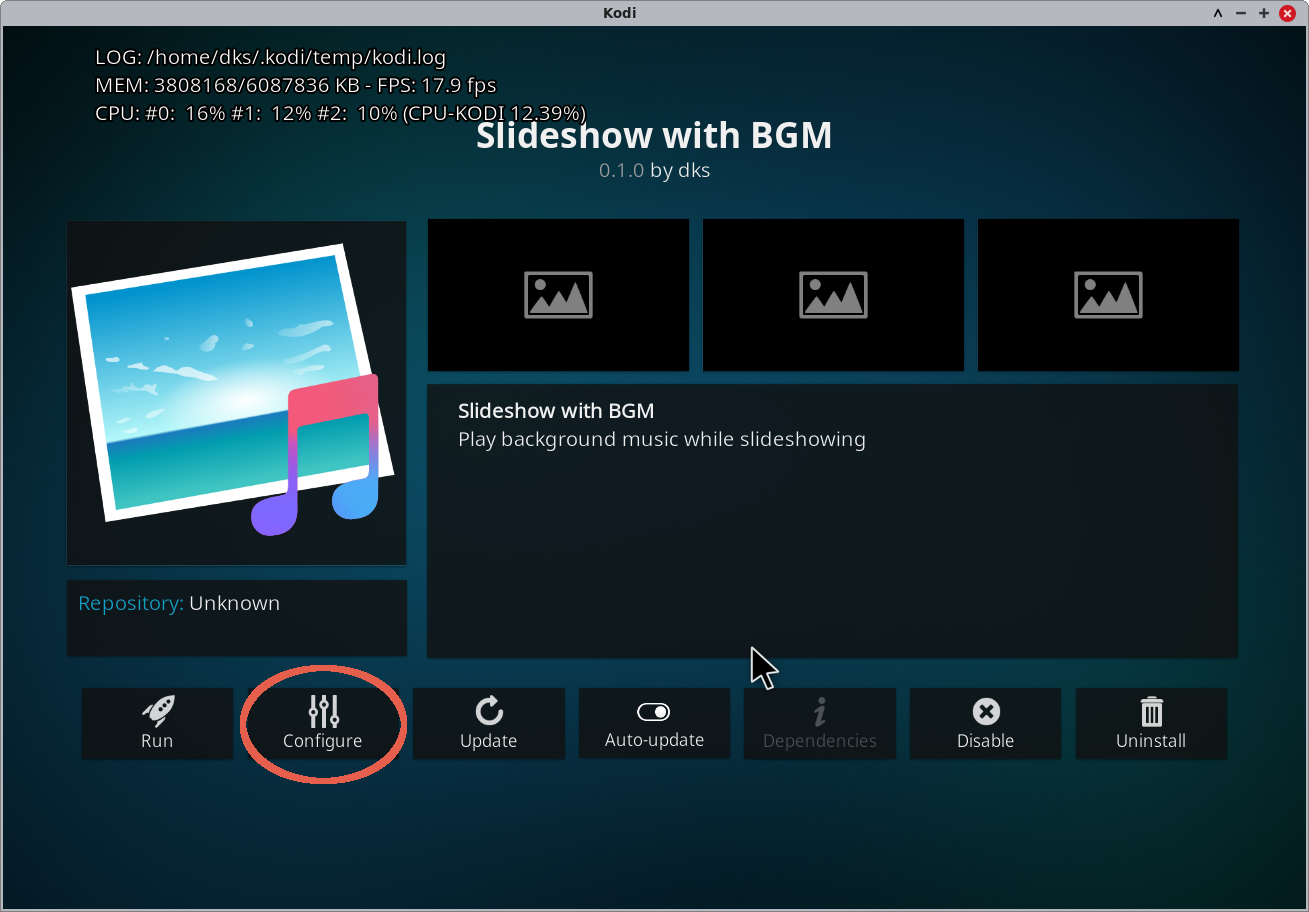 Kodi
LOG: /home/dks/.kodi/temp/kodi.log
MEM: 3808168/6087836 KB - FPS: 17.9 fps
CPU: #0:  16% #1:  12% #2:  10% (CPU-KODI 12.39%)
Slideshow with BGM
0.1.0 by dks
Slideshow with BGM
Play background music while slideshowing
Repository: Unknown
Run
Configure
Update
Auto-update
Dependencies
Disable
Uninstall